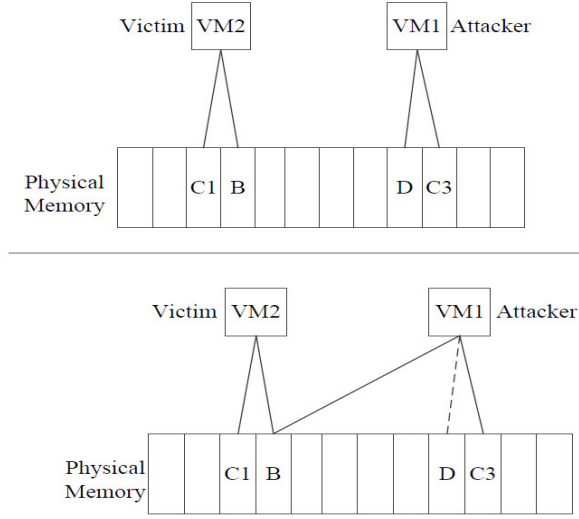 Victim VM2 VM1 Attacker
Physical Memory C1 B D C3
Victim VM2 VM1 Attacker
Physical Memory C1 B D C3